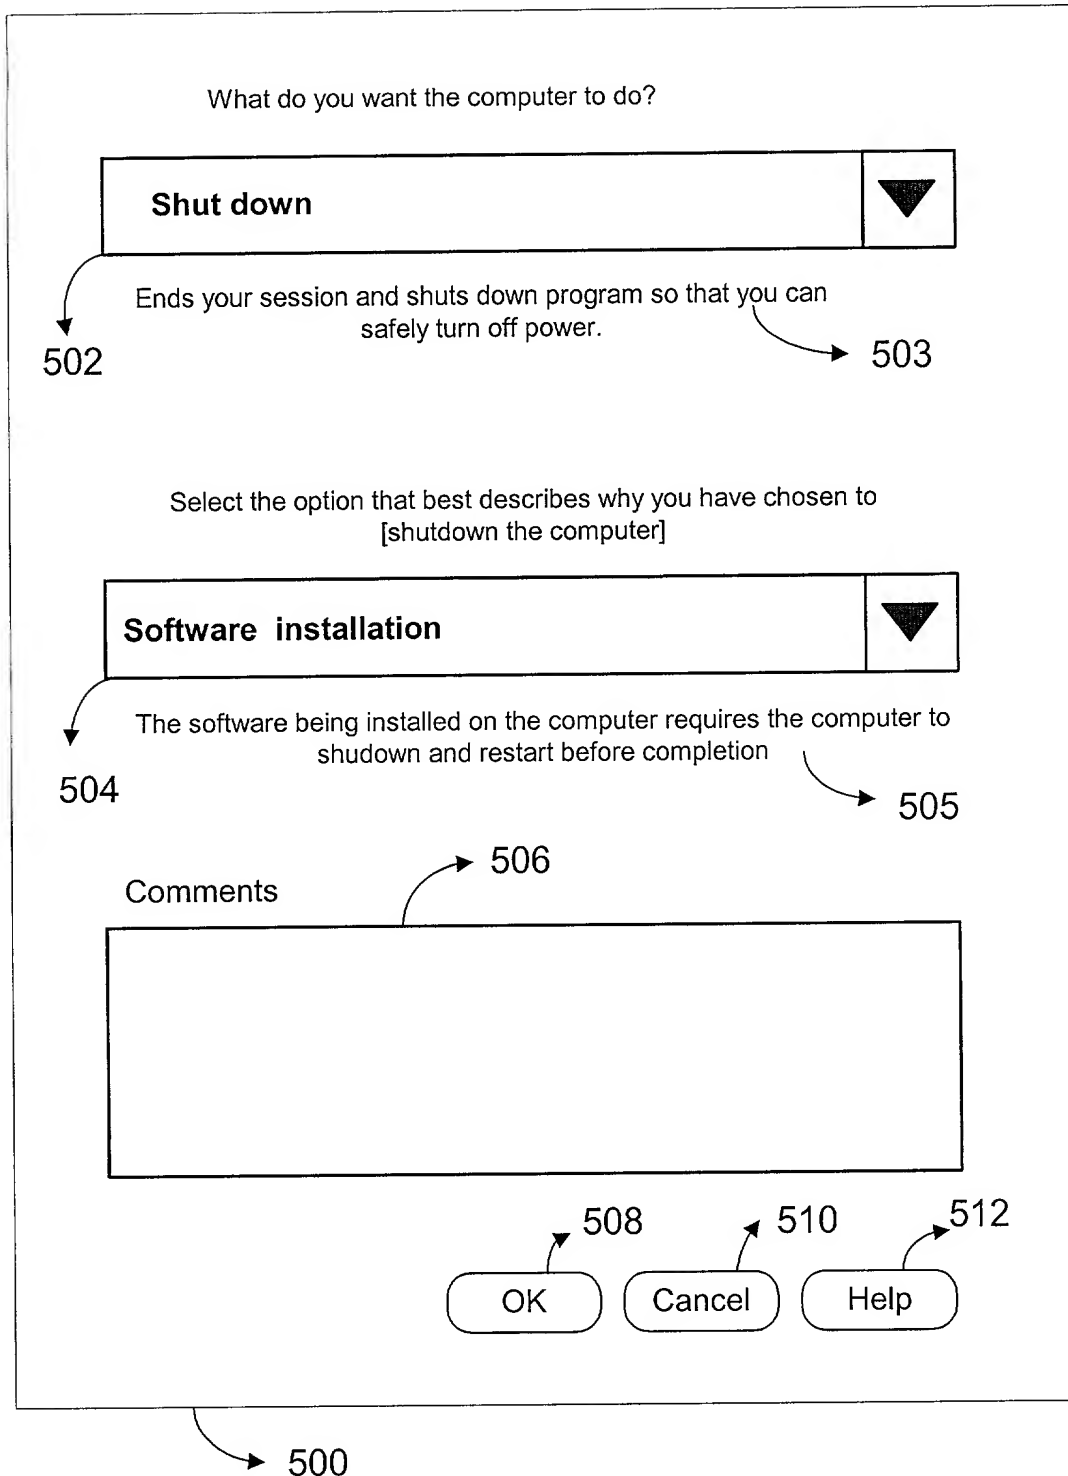 What do you want the computer to do?
Shut down
Ends your session and shuts down program so that you can
safely turn off power.
502
503
Select the option that best describes why you have chosen to
[shutdown the computer]
Software installation
The software being installed on the computer requires the computer to
shudown and restart before completion
504
505
506
Comments
508
510
512
OK
Cancel
Help
500